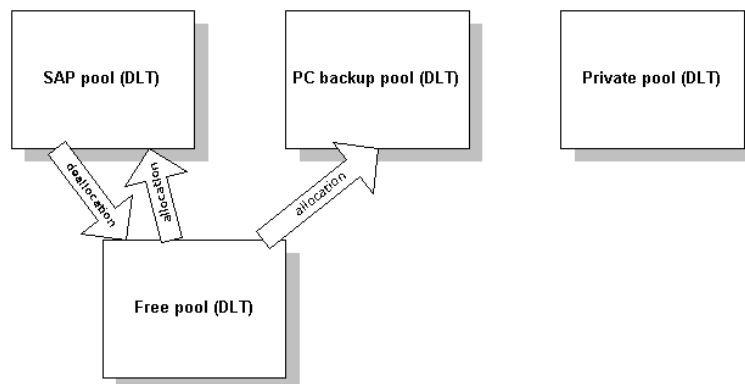 SAP pool (DLT)
PC backup pool (DLT)
Private pool (DLT)
deallocation
allocation
allocation
Free pool (DLT)